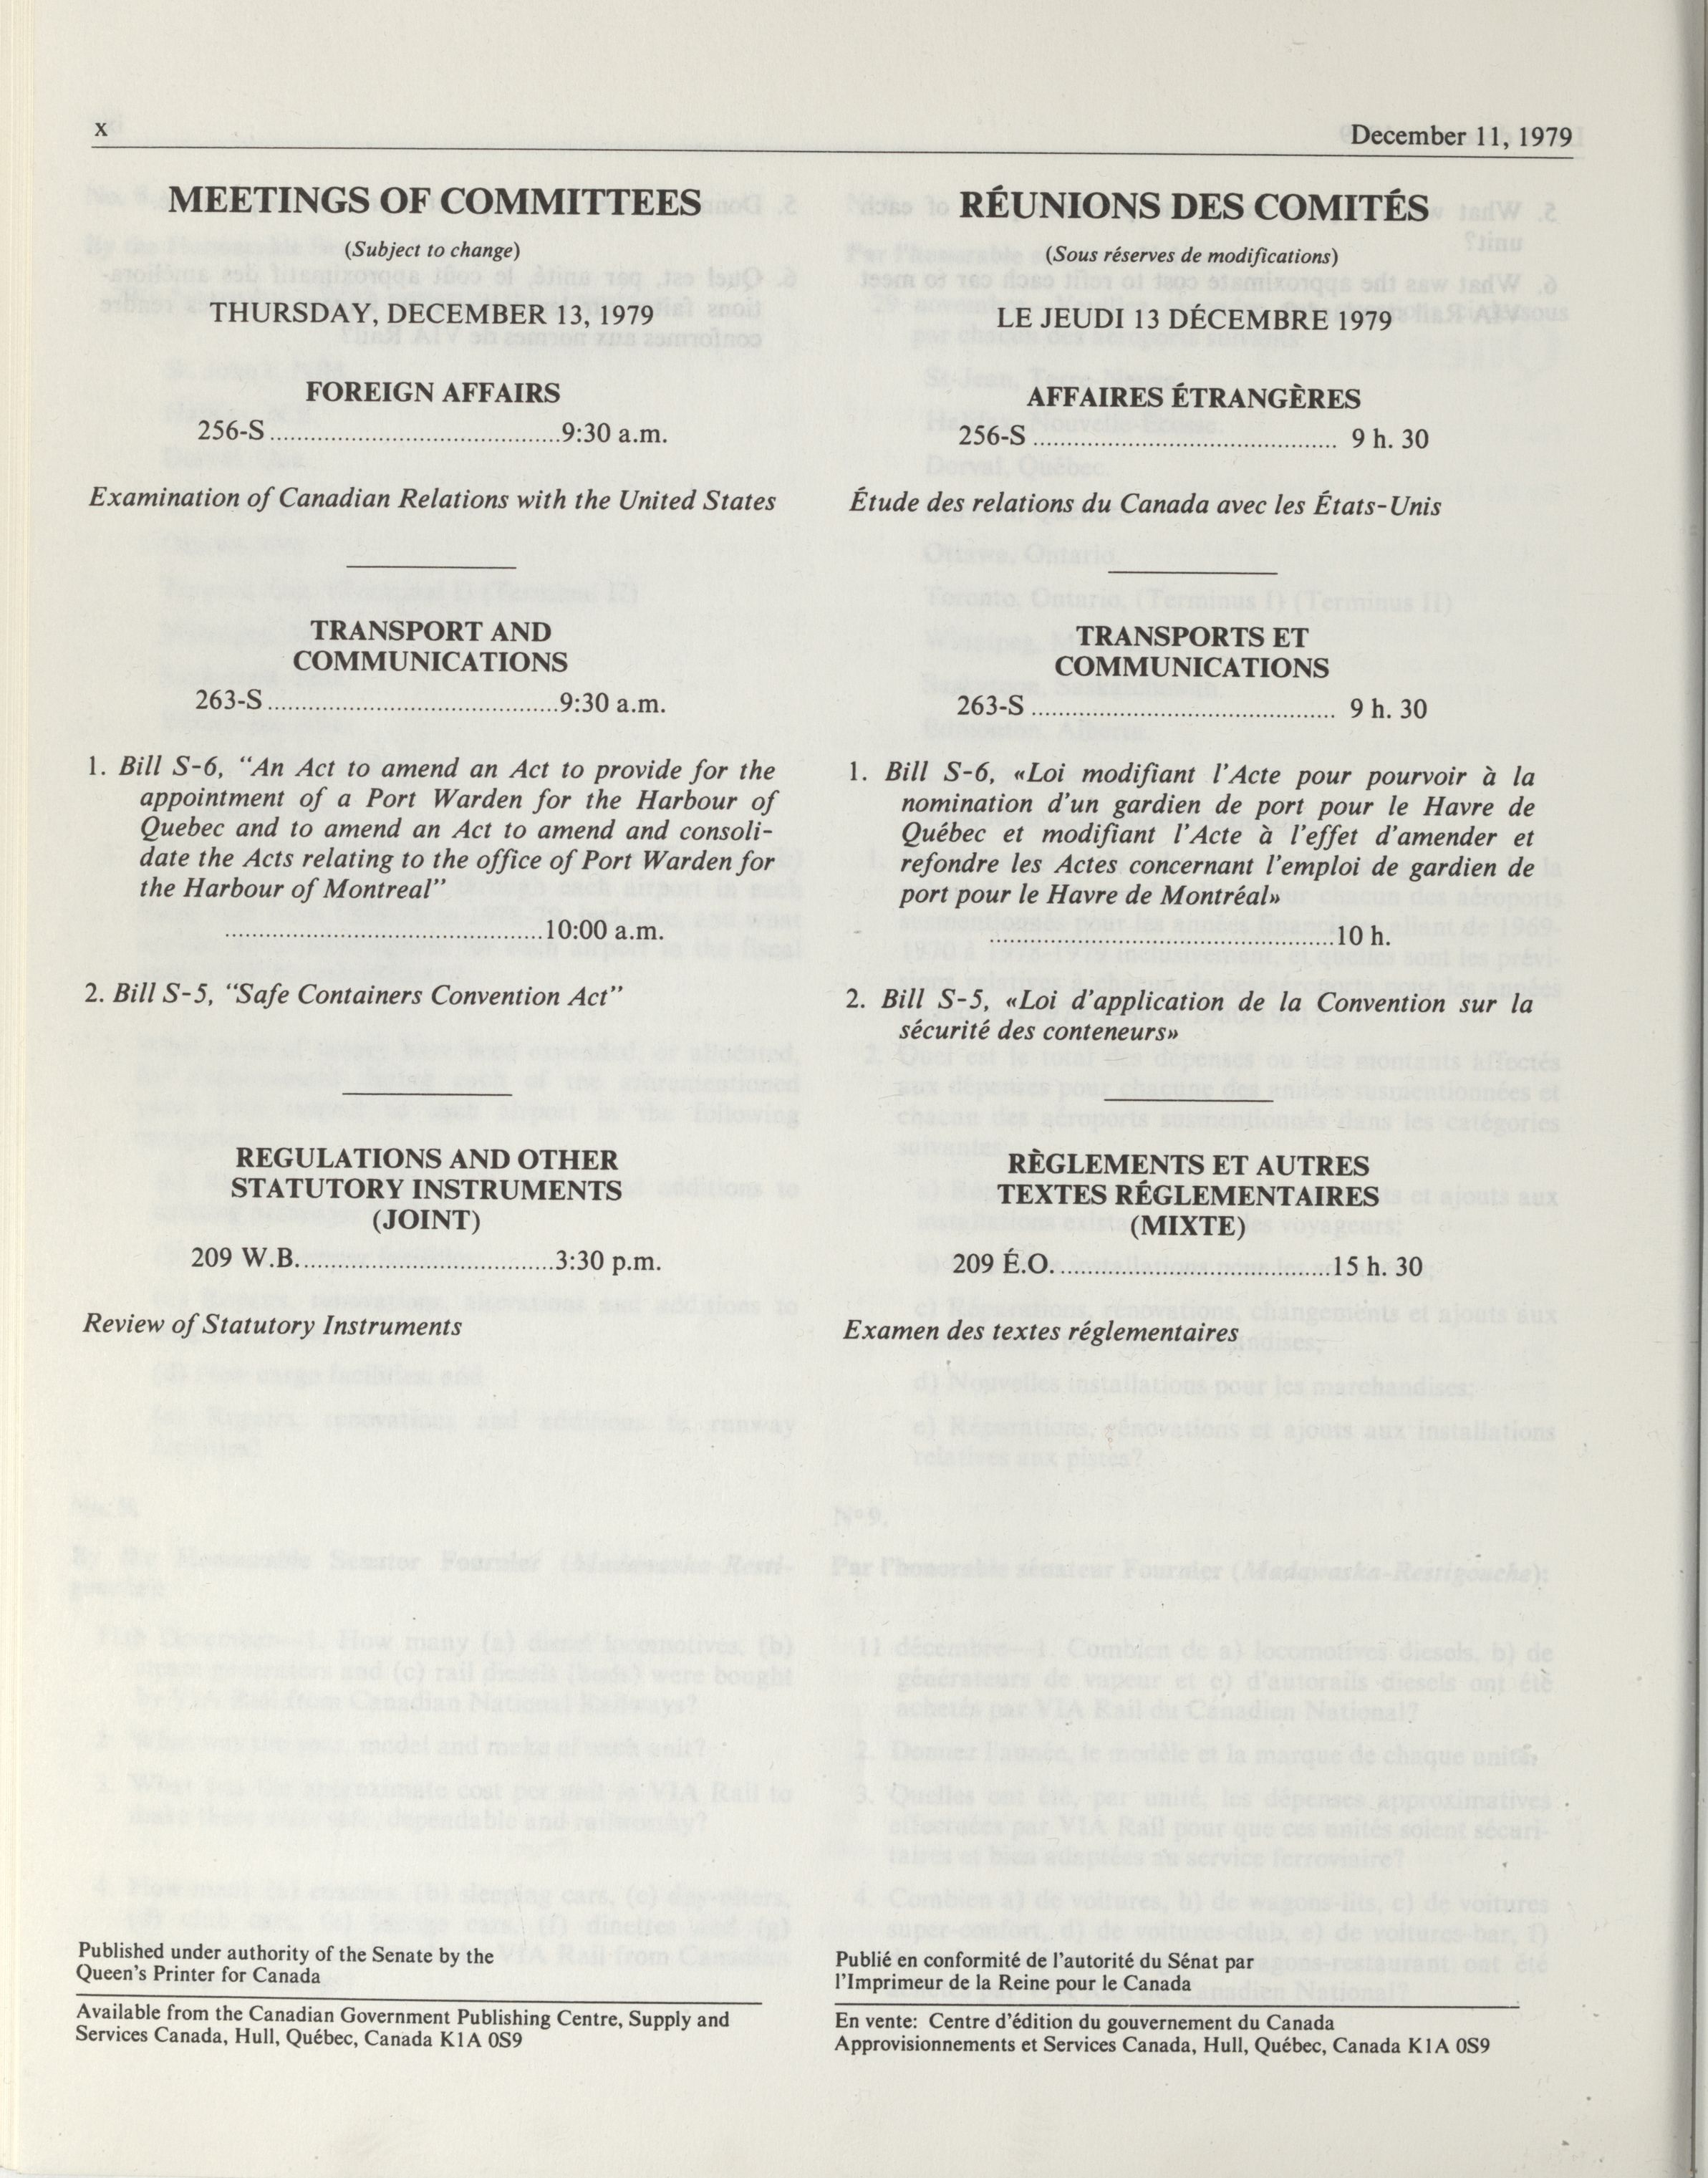 x
December 11, 1979
MEETINGS OF COMMITTEES
(Subject to change)
THURSDAY, DECEMBER 13, 1979
FOREIGN AFFAIRS
256-S ............................................ 9:30 a.m.
Examination of Canadian Relations with the United States
TRANSPORT AND
COMMUNICATIONS
263-S ............................................ 9:30 a.m.
1. Bill S-6, “An Act to amend an Act to provide for the
appointment of a Port Warden for the Harbour of
Quebec and to amend an Act to amend and consoli-
date the Acts relating to the office of Port Warden for
the Harbour of Montreal”
................................................ 10:00 a.m.
2. Bill S-5, “Safe Containers Convention Act”
REGULATIONS AND OTHER
STATUTORY INSTRUMENTS
(JOINT)
209 W.B. ...................................... 3:30 p.m.
Review of Statutory Instruments
Published under authority of the Senate by the
Queen’s Printer for Canada
Available from the Canadian Government Publishing Centre, Supply and
Services Canada, Hull, Québec, Canada K1A 0S9
RÉUNIONS DES COMITÉS
(Sous réserves de modifications)
LE JEUDI 13 DÉCEMBRE 1979
AFFAIRES ÉTRANGÈRES
256-S .............................................. 9 h. 30
Étude des relations du Canada avec les États-Unis
TRANSPORTS ET
COMMUNICATIONS
263-S .............................................. 9 h. 30
1. Bill S-6, «Loi modifiant l’Acte pour pourvoir à la
nomination d’un gardien de port pour le Havre de
Québec et modifiant l’Acte à l’effet d’amender et
refondre les Actes concernant l’emploi de gardien de
port pour le Havre de Montréal»
.................................................... 10 h.
2. Bill S-5, «Loi d’application de la Convention sur la
sécurité des conteneurs»
RÈGLEMENTS ET AUTRES
TEXTES RÉGLEMENTAIRES
(MIXTE)
209 É.O. ......................................... 15 h. 30
Examen des textes réglementaires
Publié en conformité de l’autorité du Sénat par
l’Imprimeur de la Reine pour le Canada
En vente: Centre d’édition du gouvernement du Canada
Approvisionnements et Services Canada, Hull, Québec, Canada K1A 0S9